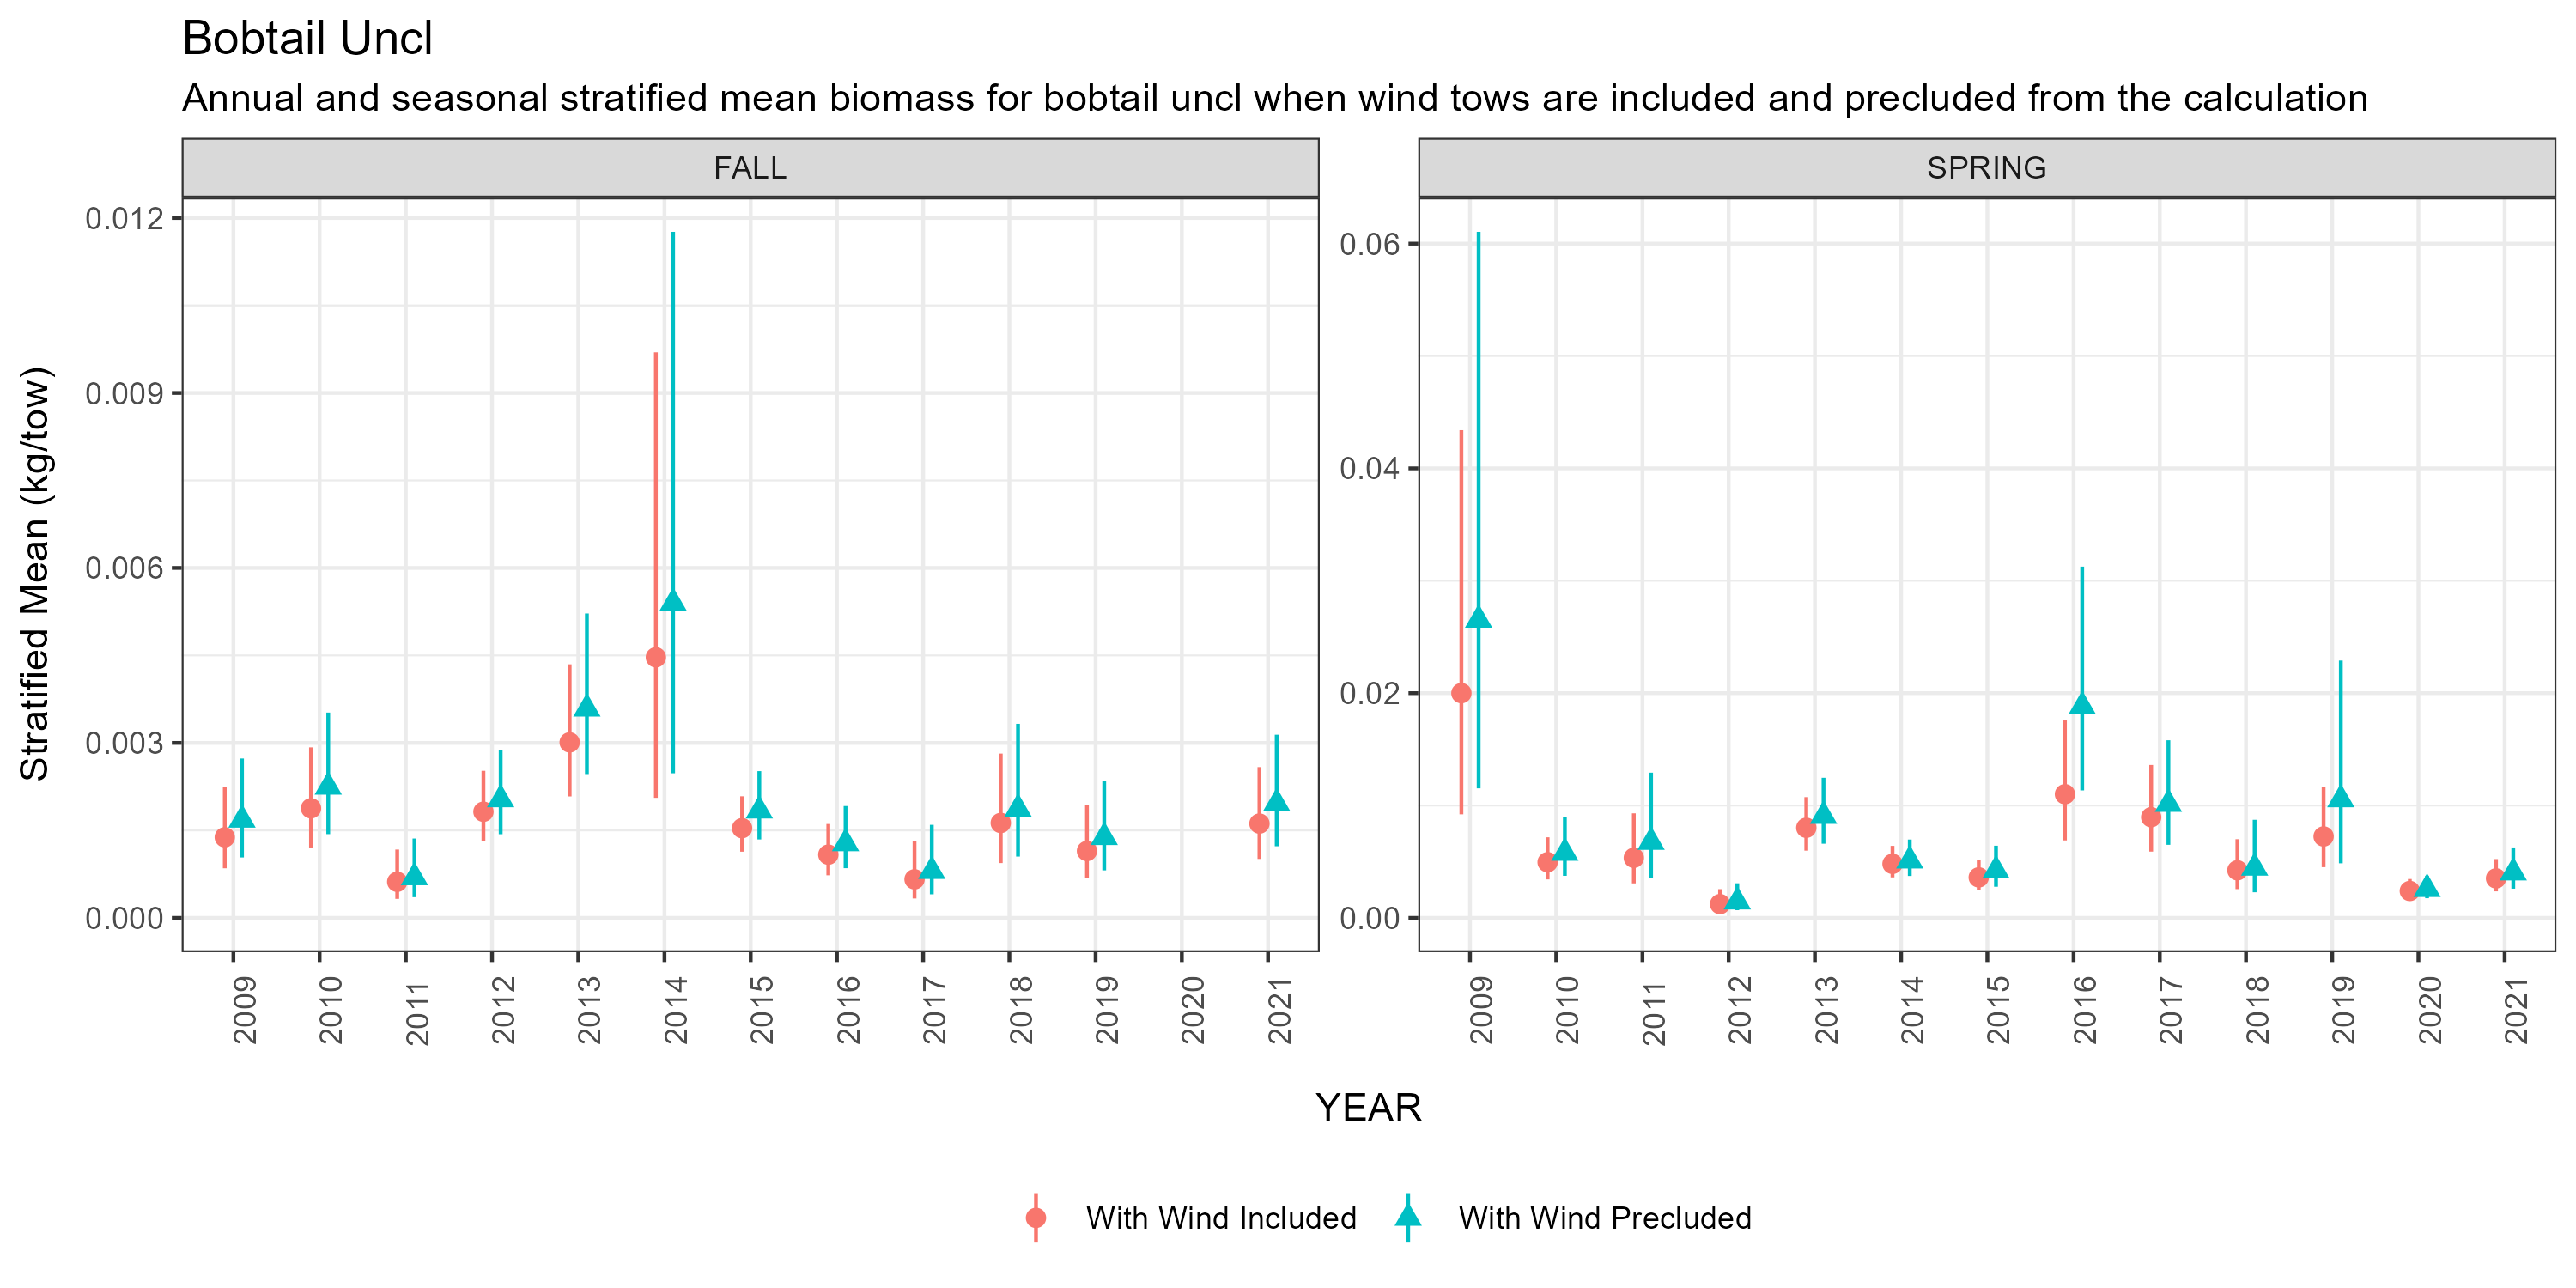 Bobtail Uncl
Annual and seasonal stratified mean biomass for bobtail uncl when wind tows are included and precluded from the calculation
FALL
SPRING
Stratified Mean (kg/tow)
0.012
0.009
0.006
0.003
0.000
0.06
0.04
0.02
0.00
2009 2010 2011 2012 2013 2014 2015 2016 2017 2018 2019 2020 2021
2009 2010 2011 2012 2013 2014 2015 2016 2017 2018 2019 2020 2021
YEAR
With Wind Included
With Wind Precluded